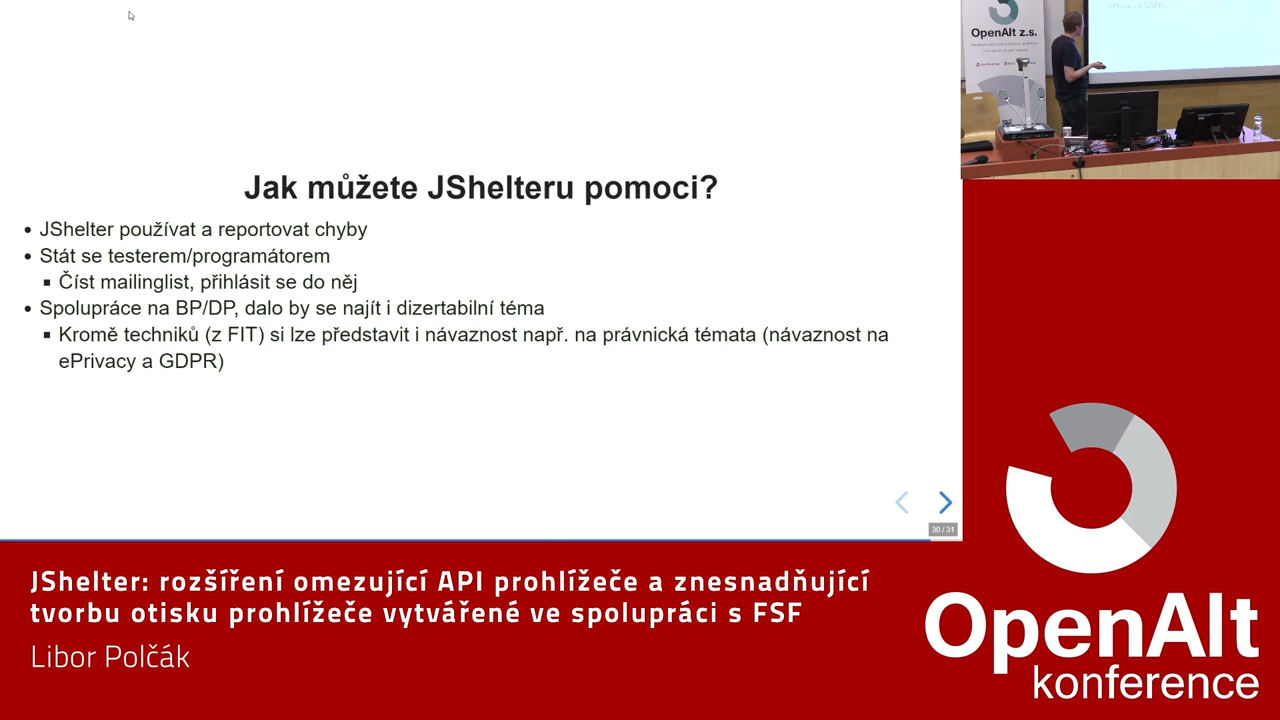 Jak můžete JShelteru pomoci?
JShelter používat a reportovat chyby
Stát se testerem/programátorem
Číst mailinglist, přihlásit se do něj
Spolupráce na BP/DP, dalo by se najít i dizertabilní téma
Kromě techniků (z FIT) si lze představit i návaznost např. na právnická témata (návaznost na
ePrivacy a GDPR)
30 / 31
OpenAlt z.s.
ePrivacy a GDPR)
JShelter: rozšíření omezující API prohlížeče a znesnadňující
tvorbu otisku prohlížeče vytvářené ve spolupráci s FSF
Libor Polčák
OpenAlt
konference